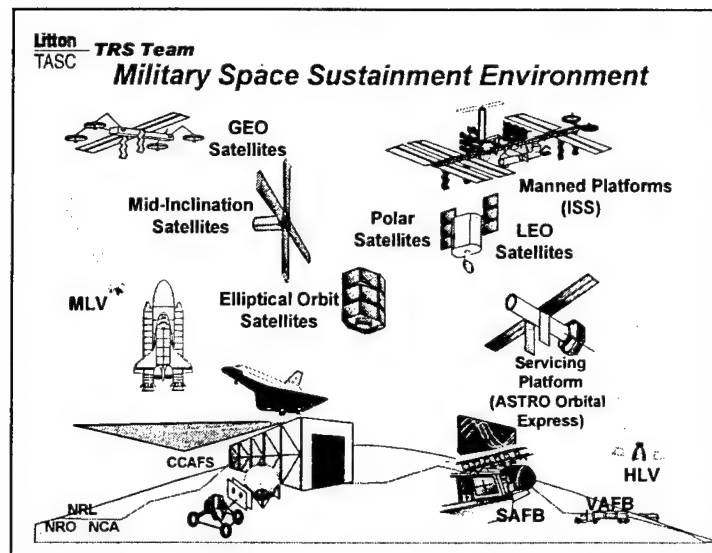 Litton
TASC
TRS Team
Military Space Sustainment Environment
GEO
Satellites
Manned Platforms
(ISS)
Mid-Inclination
Satellites
Polar
Satellites
LEO
Satellites
MLV
Elliptical Orbit
Satellites
Servicing
Platform
(ASTRO Orbital
Express)
CCAFS
HLV
NRL
NRO NCA
SAFB
VAFB